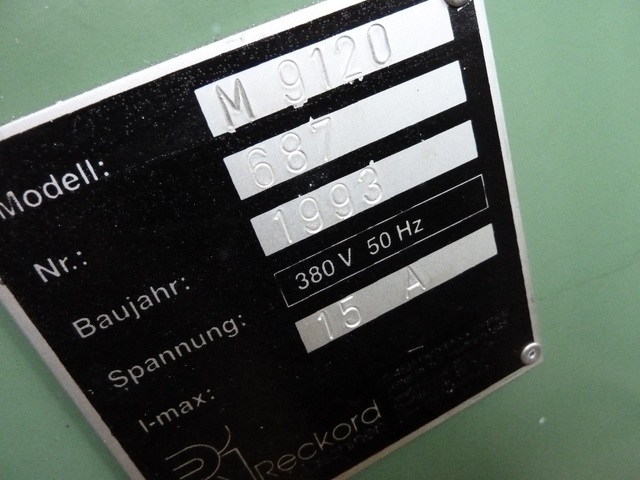 Modell: M 9120
Nr.: 687
Baujahr: 1993
Spannung: 380 V 50 Hz
I-max: 15 A
Reckord